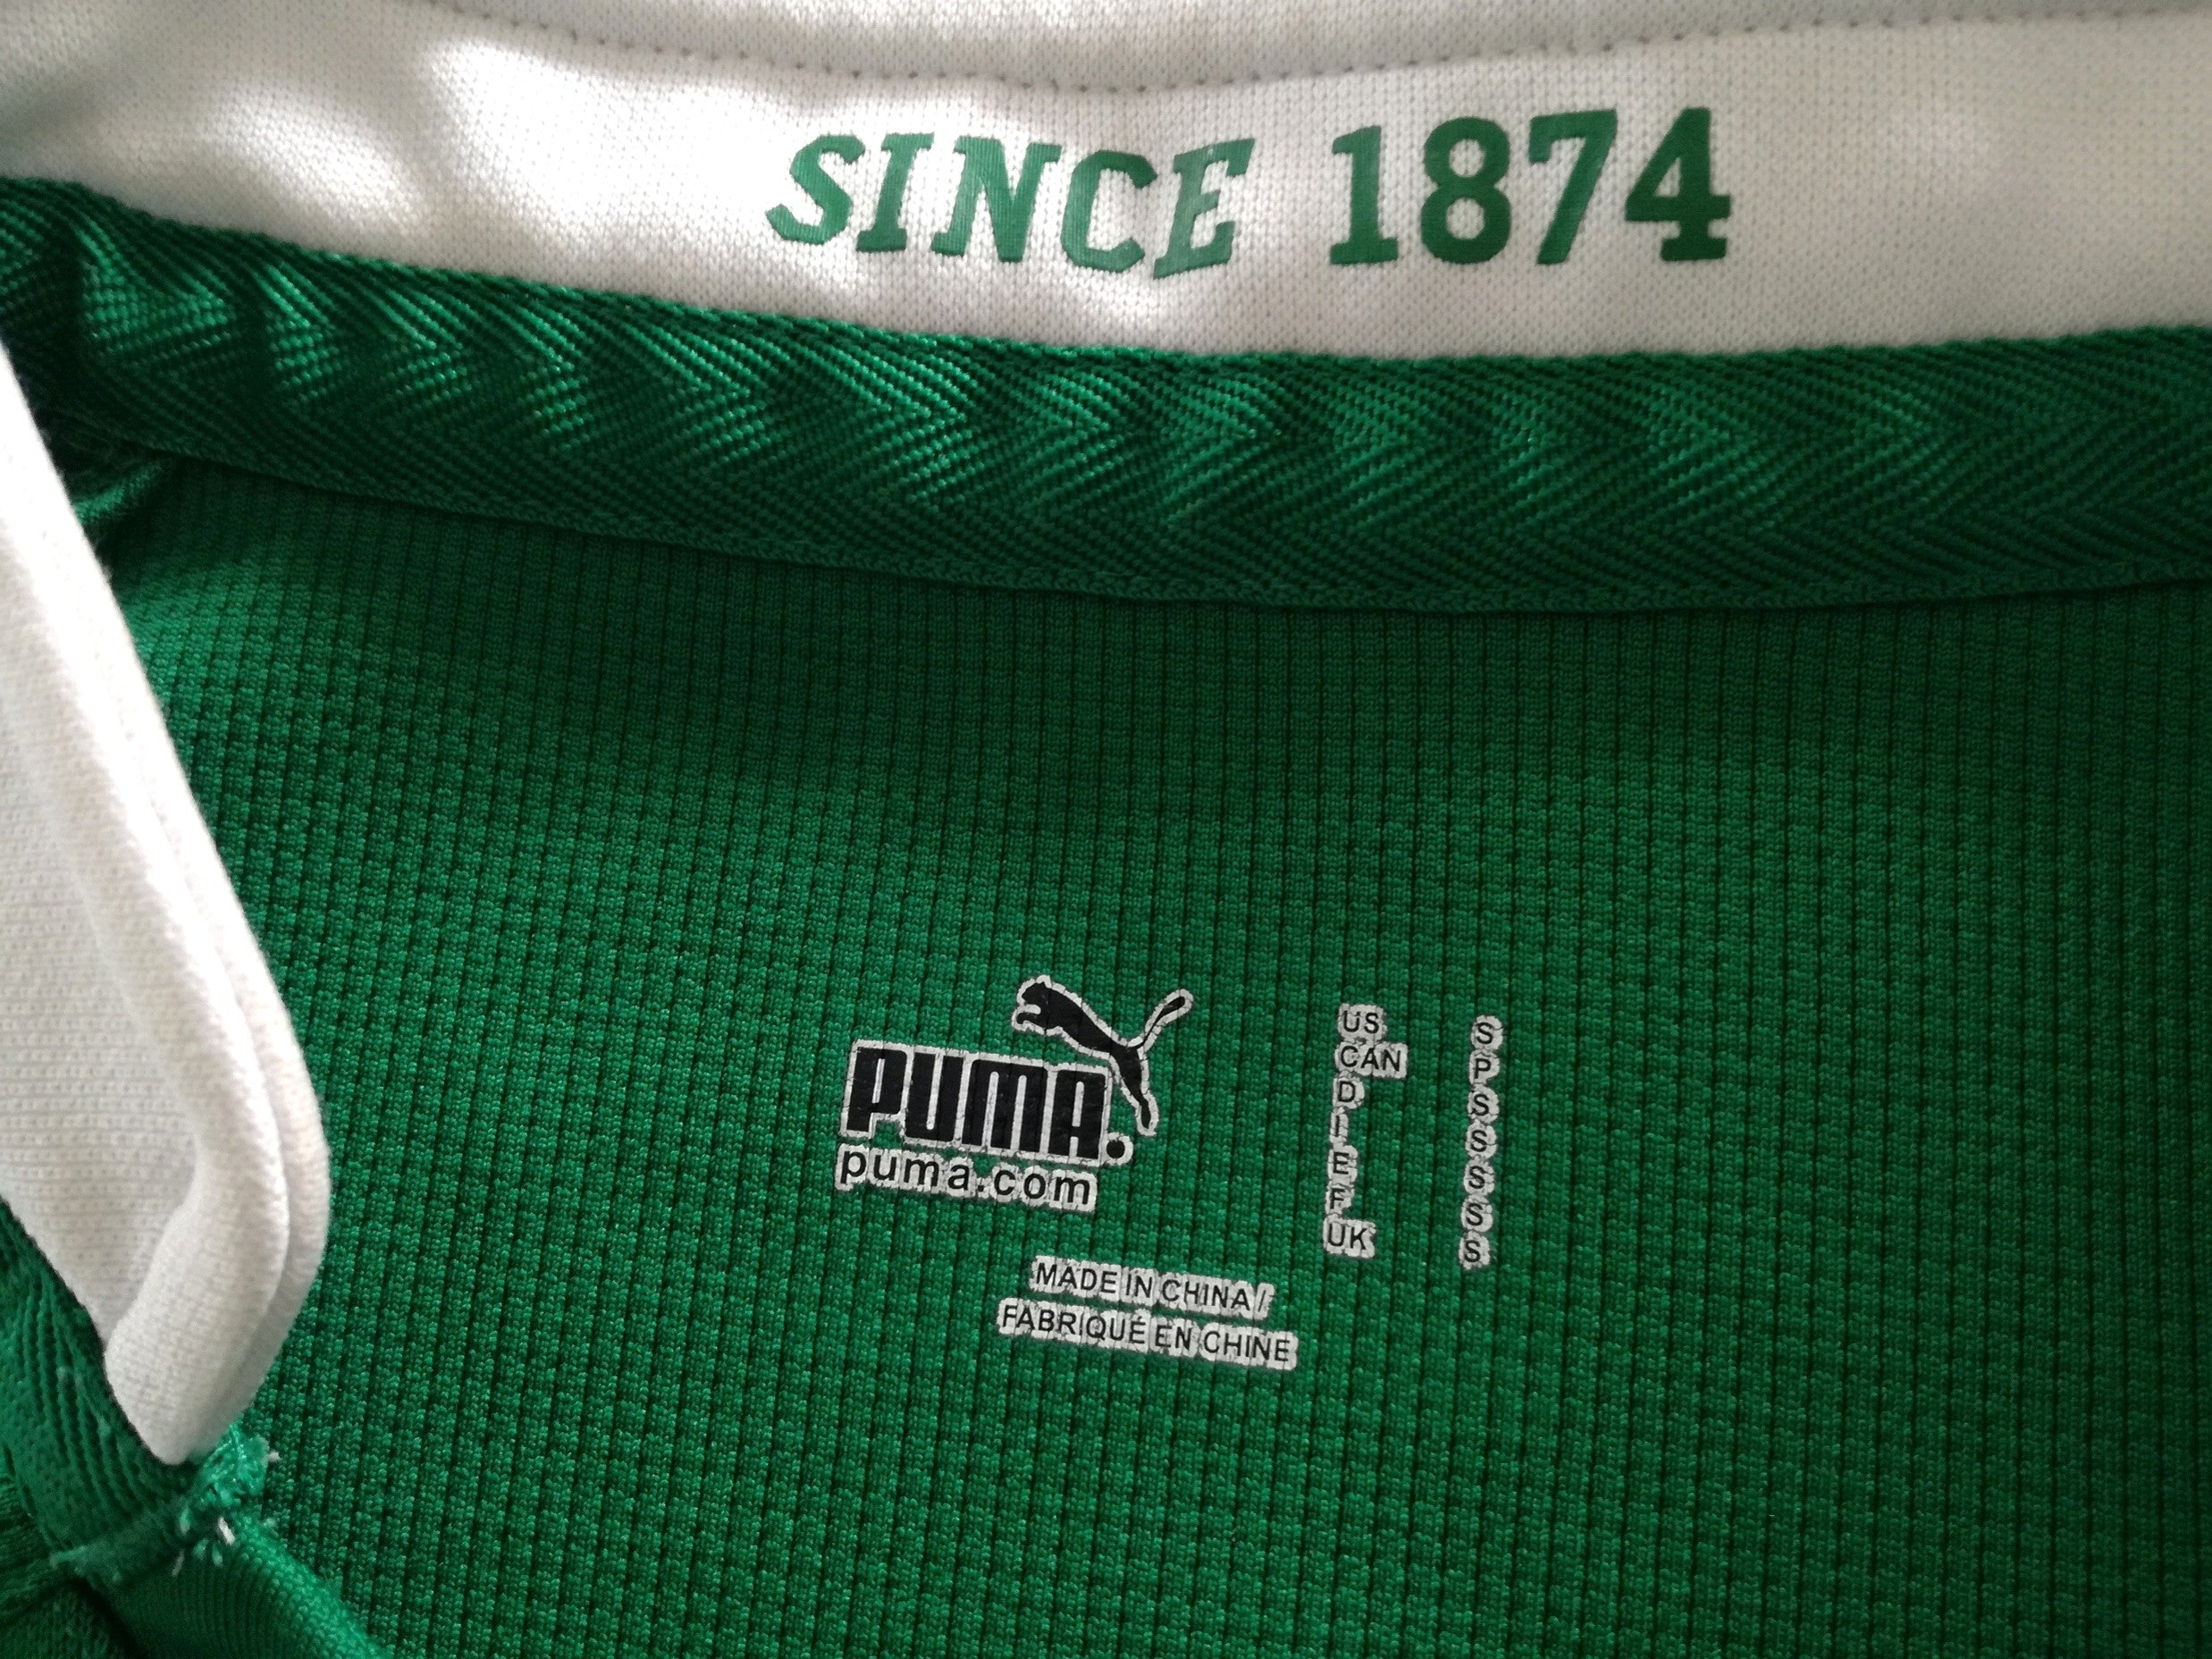 SINCE 1874
PUMA.
puma.com
US S
CAN P
D S
I S
E S
F S
UK S
MADE IN CHINA /
FABRIQUÉ EN CHINE